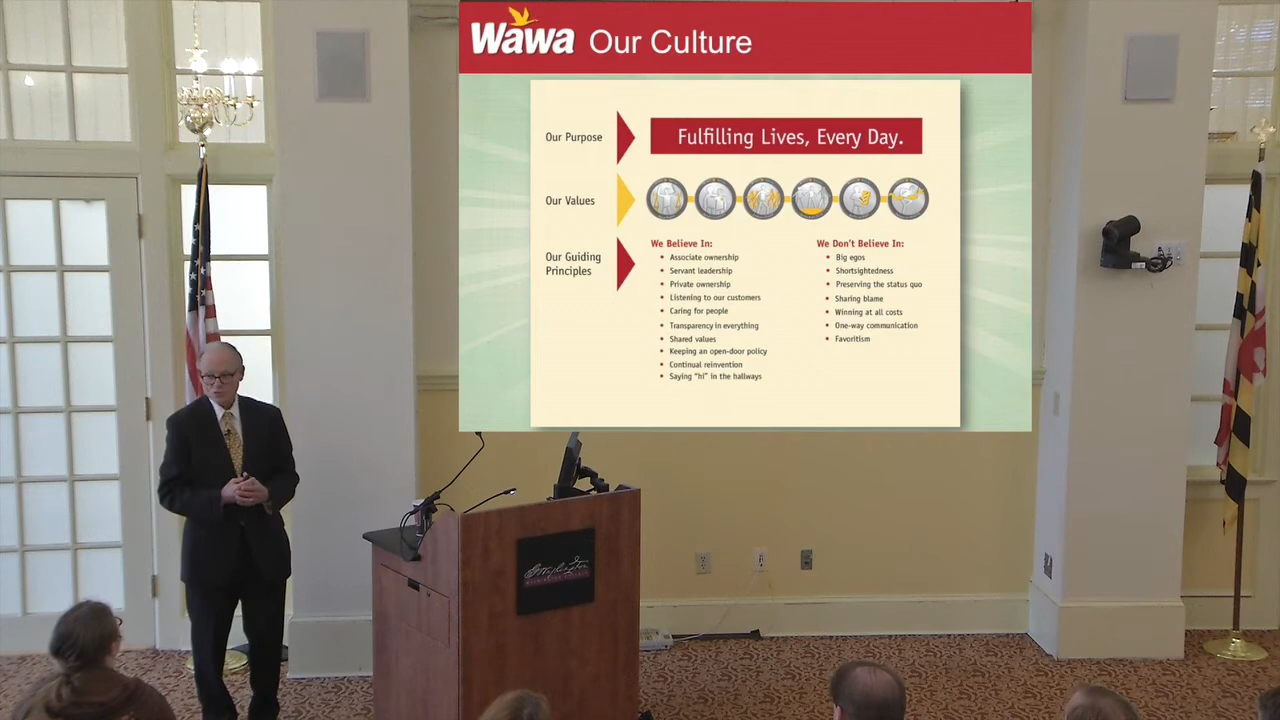 Wawa Our Culture
Our Purpose
Fulfilling Lives, Every Day.
Our Values
Our Guiding
Principles
We Believe In:
• Associate ownership
• Servant leadership
• Private ownership
• Listening to our customers
• Caring for people
• Transparency in everything
• Shared values
• Keeping an open-door policy
• Continual reinvention
• Saying “hi” in the hallways
We Don't Believe In:
• Big egos
• Shortsightedness
• Preserving the status quo
• Sharing blame
• Winning at all costs
• One-way communication
• Favoritism